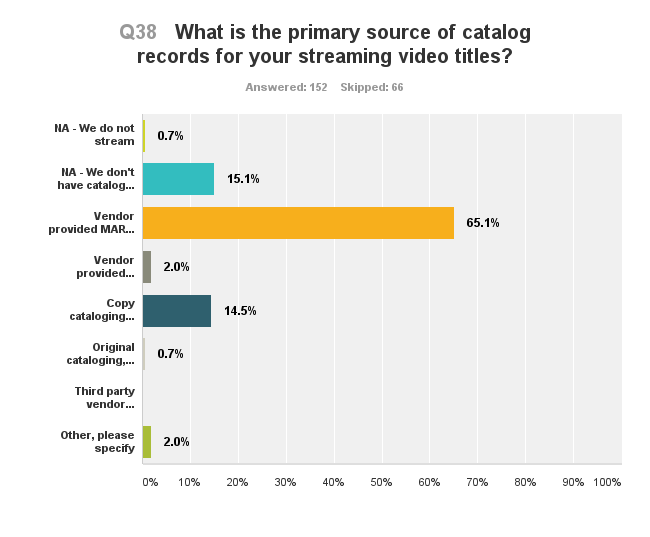 Q38 What is the primary source of catalog
records for your streaming video titles?
Answered: 152 Skipped: 66
NA - We do not
stream
0.7%
NA - We don't
have catalog...
15.1%
Vendor
provided MAR...
65.1%
Vendor
provided...
2.0%
Copy
cataloging...
14.5%
Original
cataloging,...
0.7%
Third party
vendor...
Other, please
specify
2.0%
0% 10% 20% 30% 40% 50% 60% 70% 80% 90% 100%